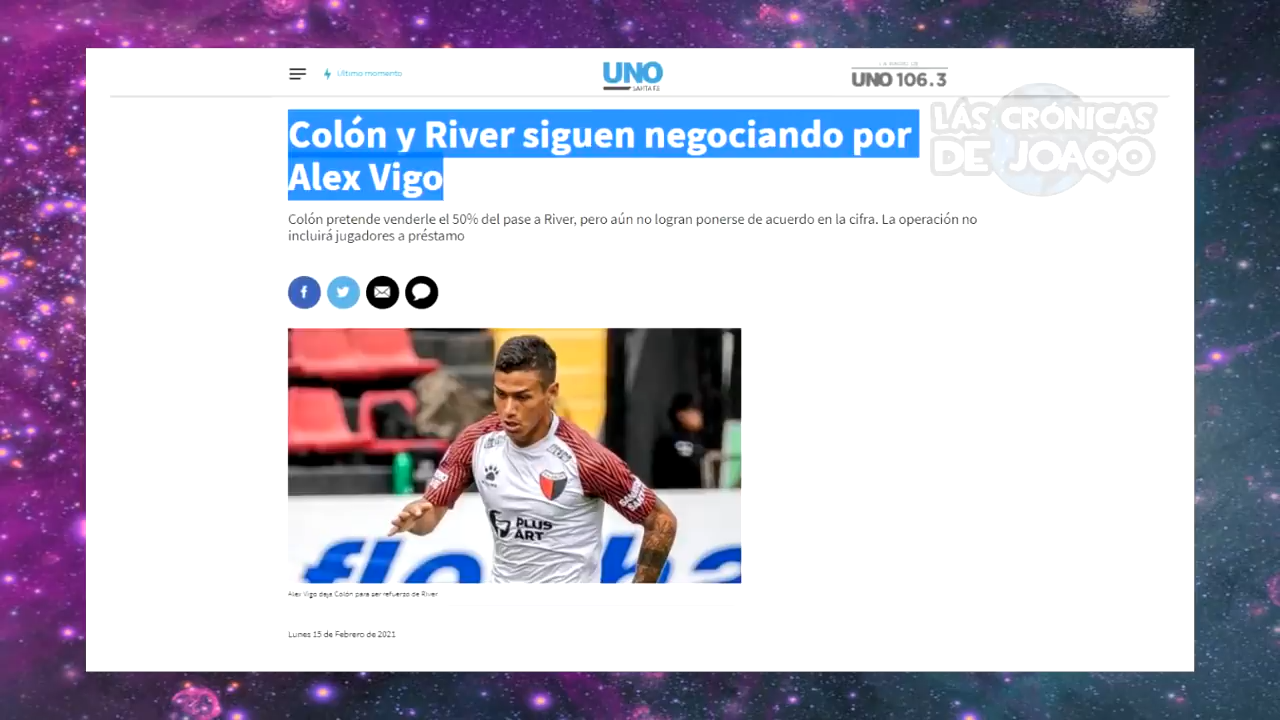 Ultimo momento
UNO
SANTA FE
LA RADIO DE
UNO 106.3
LAS CRÓNICAS
DE JOAQO
Colón y River siguen negociando por
Alex Vigo
Colón pretende venderle el 50% del pase a River, pero aún no logran ponerse de acuerdo en la cifra. La operación no
incluirá jugadores a préstamo
PLUS
ART
Alex Vigo deja Colón para ser refuerzo de River
Lunes 15 de Febrero de 2021